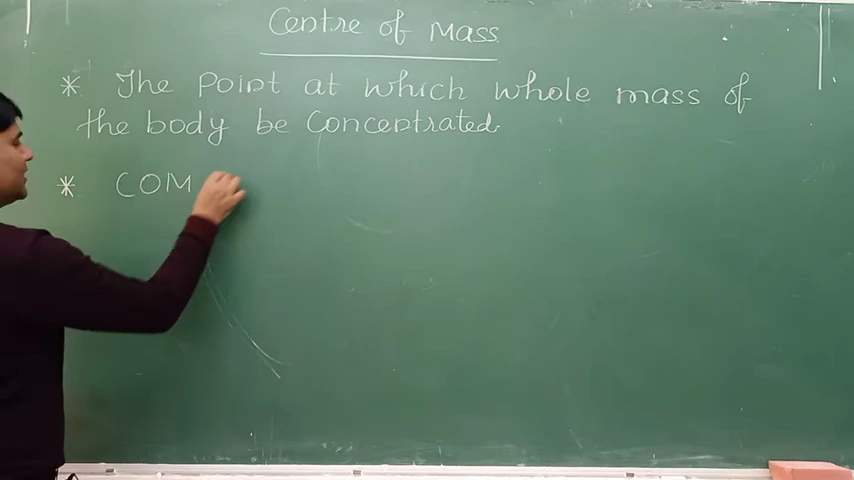 Centre of Mass
* The Point at which whole mass of
the body be Concentrated.
* COM